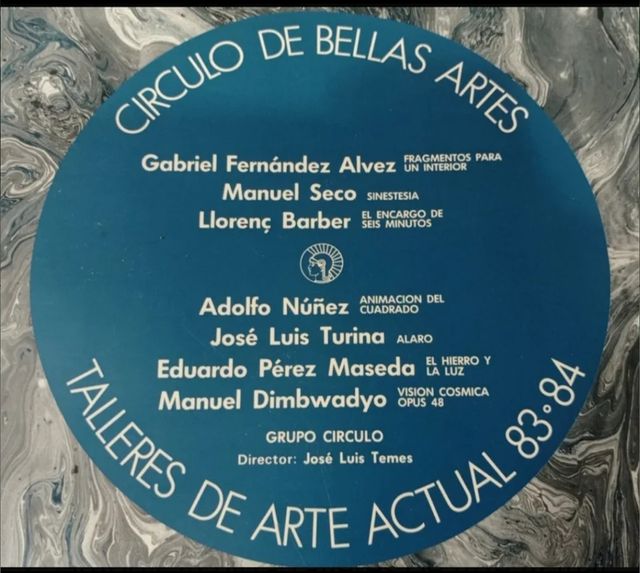 CIRCULO DE BELLAS ARTES
Gabriel Fernández Alvez FRAGMENTOS PARA
UN INTERIOR
Manuel Seco SINESTESIA
Llorenç Barber EL ENCARGO DE
SEIS MINUTOS
Adolfo Núñez ANIMACION DEL
CUADRADO
José Luis Turina ALARO
Eduardo Pérez Maseda EL HIERRO Y
LA LUZ
Manuel Dimbwadyo VISION COSMICA
OPUS 48
GRUPO CIRCULO
Director: José Luis Temes
TALLERES DE ARTE ACTUAL 83·84